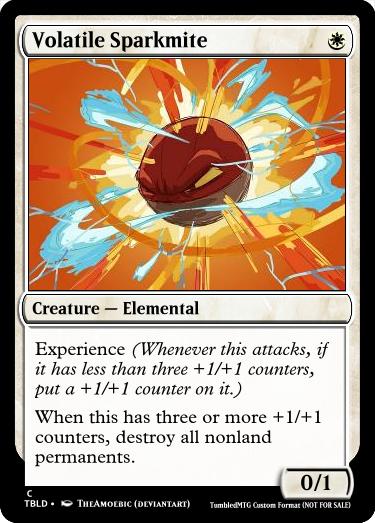 Volatile Sparkmite
Creature — Elemental
Experience (Whenever this attacks, if
it has less than three +1/+1 counters,
put a +1/+1 counter on it.)
When this has three or more +1/+1
counters, destroy all nonland
permanents.
0/1
C
TBLD • THEAMOEBIC (DEVIANTART)
TumbledMTG Custom Format (NOT FOR SALE)